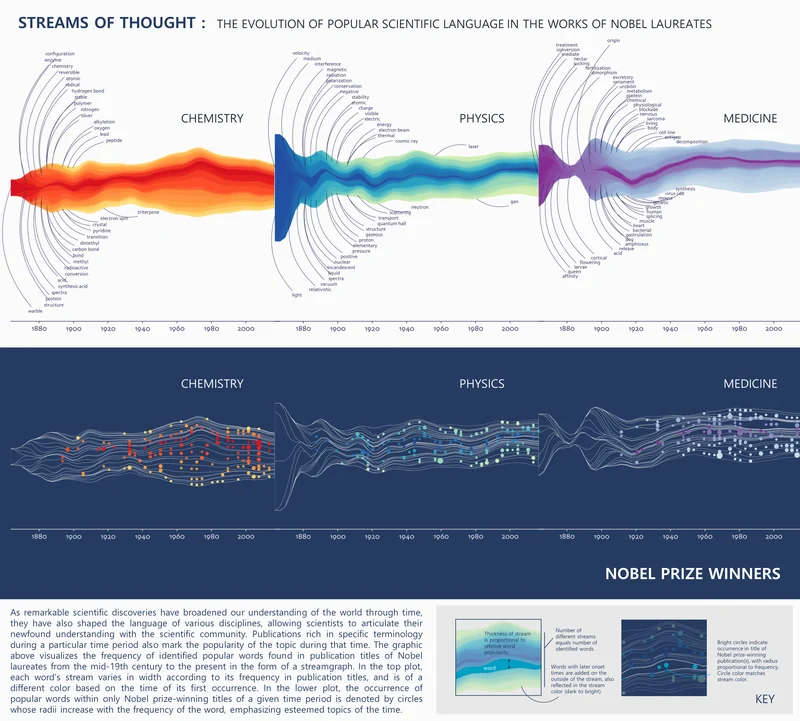 STREAMS OF THOUGHT : THE EVOLUTION OF POPULAR SCIENTIFIC LANGUAGE IN THE WORKS OF NOBEL LAUREATES
CHEMISTRY
configuration
enzyme
chemistry
reversible
atomic
radical
hydrogen bond
stable
polymer
nitrogen
silver
alkylation
oxygen
lead
peptide
triterpene
electron spin
crystal
pyridine
transition
dimethyl
carbon bond
bond
methyl
radioactive
conversion
acid
synthesis acid
spectra
protein
structure
warble
1880 1900 1920 1940 1960 1980 2000
PHYSICS
velocity
medium
interference
magnetic
radiation
polarization
conservation
negative
stability
atomic
charge
visible
electric
energy
electron beam
thermal
cosmic ray
laser
gan
neutron
scattering
transport
quantum hall
structure
gaseous
proton
elementary
pressure
positive
nuclear
incandescent
liquid
spectra
vacuum
relativistic
light
1880 1900 1920 1940 1960 1980 2000
MEDICINE
origin
treatment
conversion
mediate
nectar
sucking
fertilization
dimorphism
excretory
ornament
urobilin
metabolism
protein
chemical
physiological
blockade
nervous
sarcoma
living
body
cell line
antigen
decomposition
synthesis
virus cell
mouse
genetic
growth
human
splicing
muscle
heart
bacterial
gastrulation
frog
amphioxus
release
acid
cortical
flowering
larvae
queen
affinity
1880 1900 1920 1940 1960 1980 2000
CHEMISTRY
PHYSICS
MEDICINE
1880 1900 1920 1940 1960 1980 2000
1880 1900 1920 1940 1960 1980 2000
1880 1900 1920 1940 1960 1980 2000
NOBEL PRIZE WINNERS
As remarkable scientific discoveries have broadened our understanding of the world through time,
they have also shaped the language of various disciplines, allowing scientists to articulate their
newfound understanding with the scientific community. Publications rich in specific terminology
during a particular time period also mark the popularity of the topic during that time. The graphic
above visualizes the frequency of identified popular words found in publication titles of Nobel
laureates from the mid-19th century to the present in the form of a streamgraph. In the top plot,
each word's stream varies in width according to its frequency in publication titles, and is of a
different color based on the time of its first occurrence. In the lower plot, the occurrence of
popular words within only Nobel prize-winning titles of a given time period is denoted by circles
whose radii increase with the frequency of the word, emphasizing esteemed topics of the time.
Thickness of stream
is proportional to
relative word
popularity
word
Number of
different streams
equals number of
identified words.
Words with later onset
times are added on the
outside of the stream, also
reflected in the stream
color (dark to bright).
Bright circles indicate
occurrence in title of
Nobel prize-winning
publication(s), with radius
proportional to frequency.
Circle color matches
stream color.
KEY